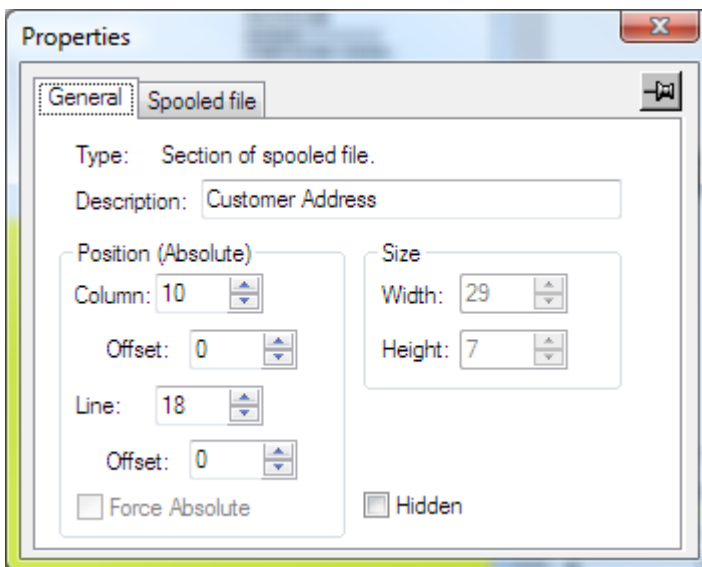 Properties
General Spooled file
Type: Section of spooled file.
Description: Customer Address
Position (Absolute) Size
Column: 10 Width: 29
Offset: 0 Height: 7
Line: 18
Offset: 0
Force Absolute Hidden